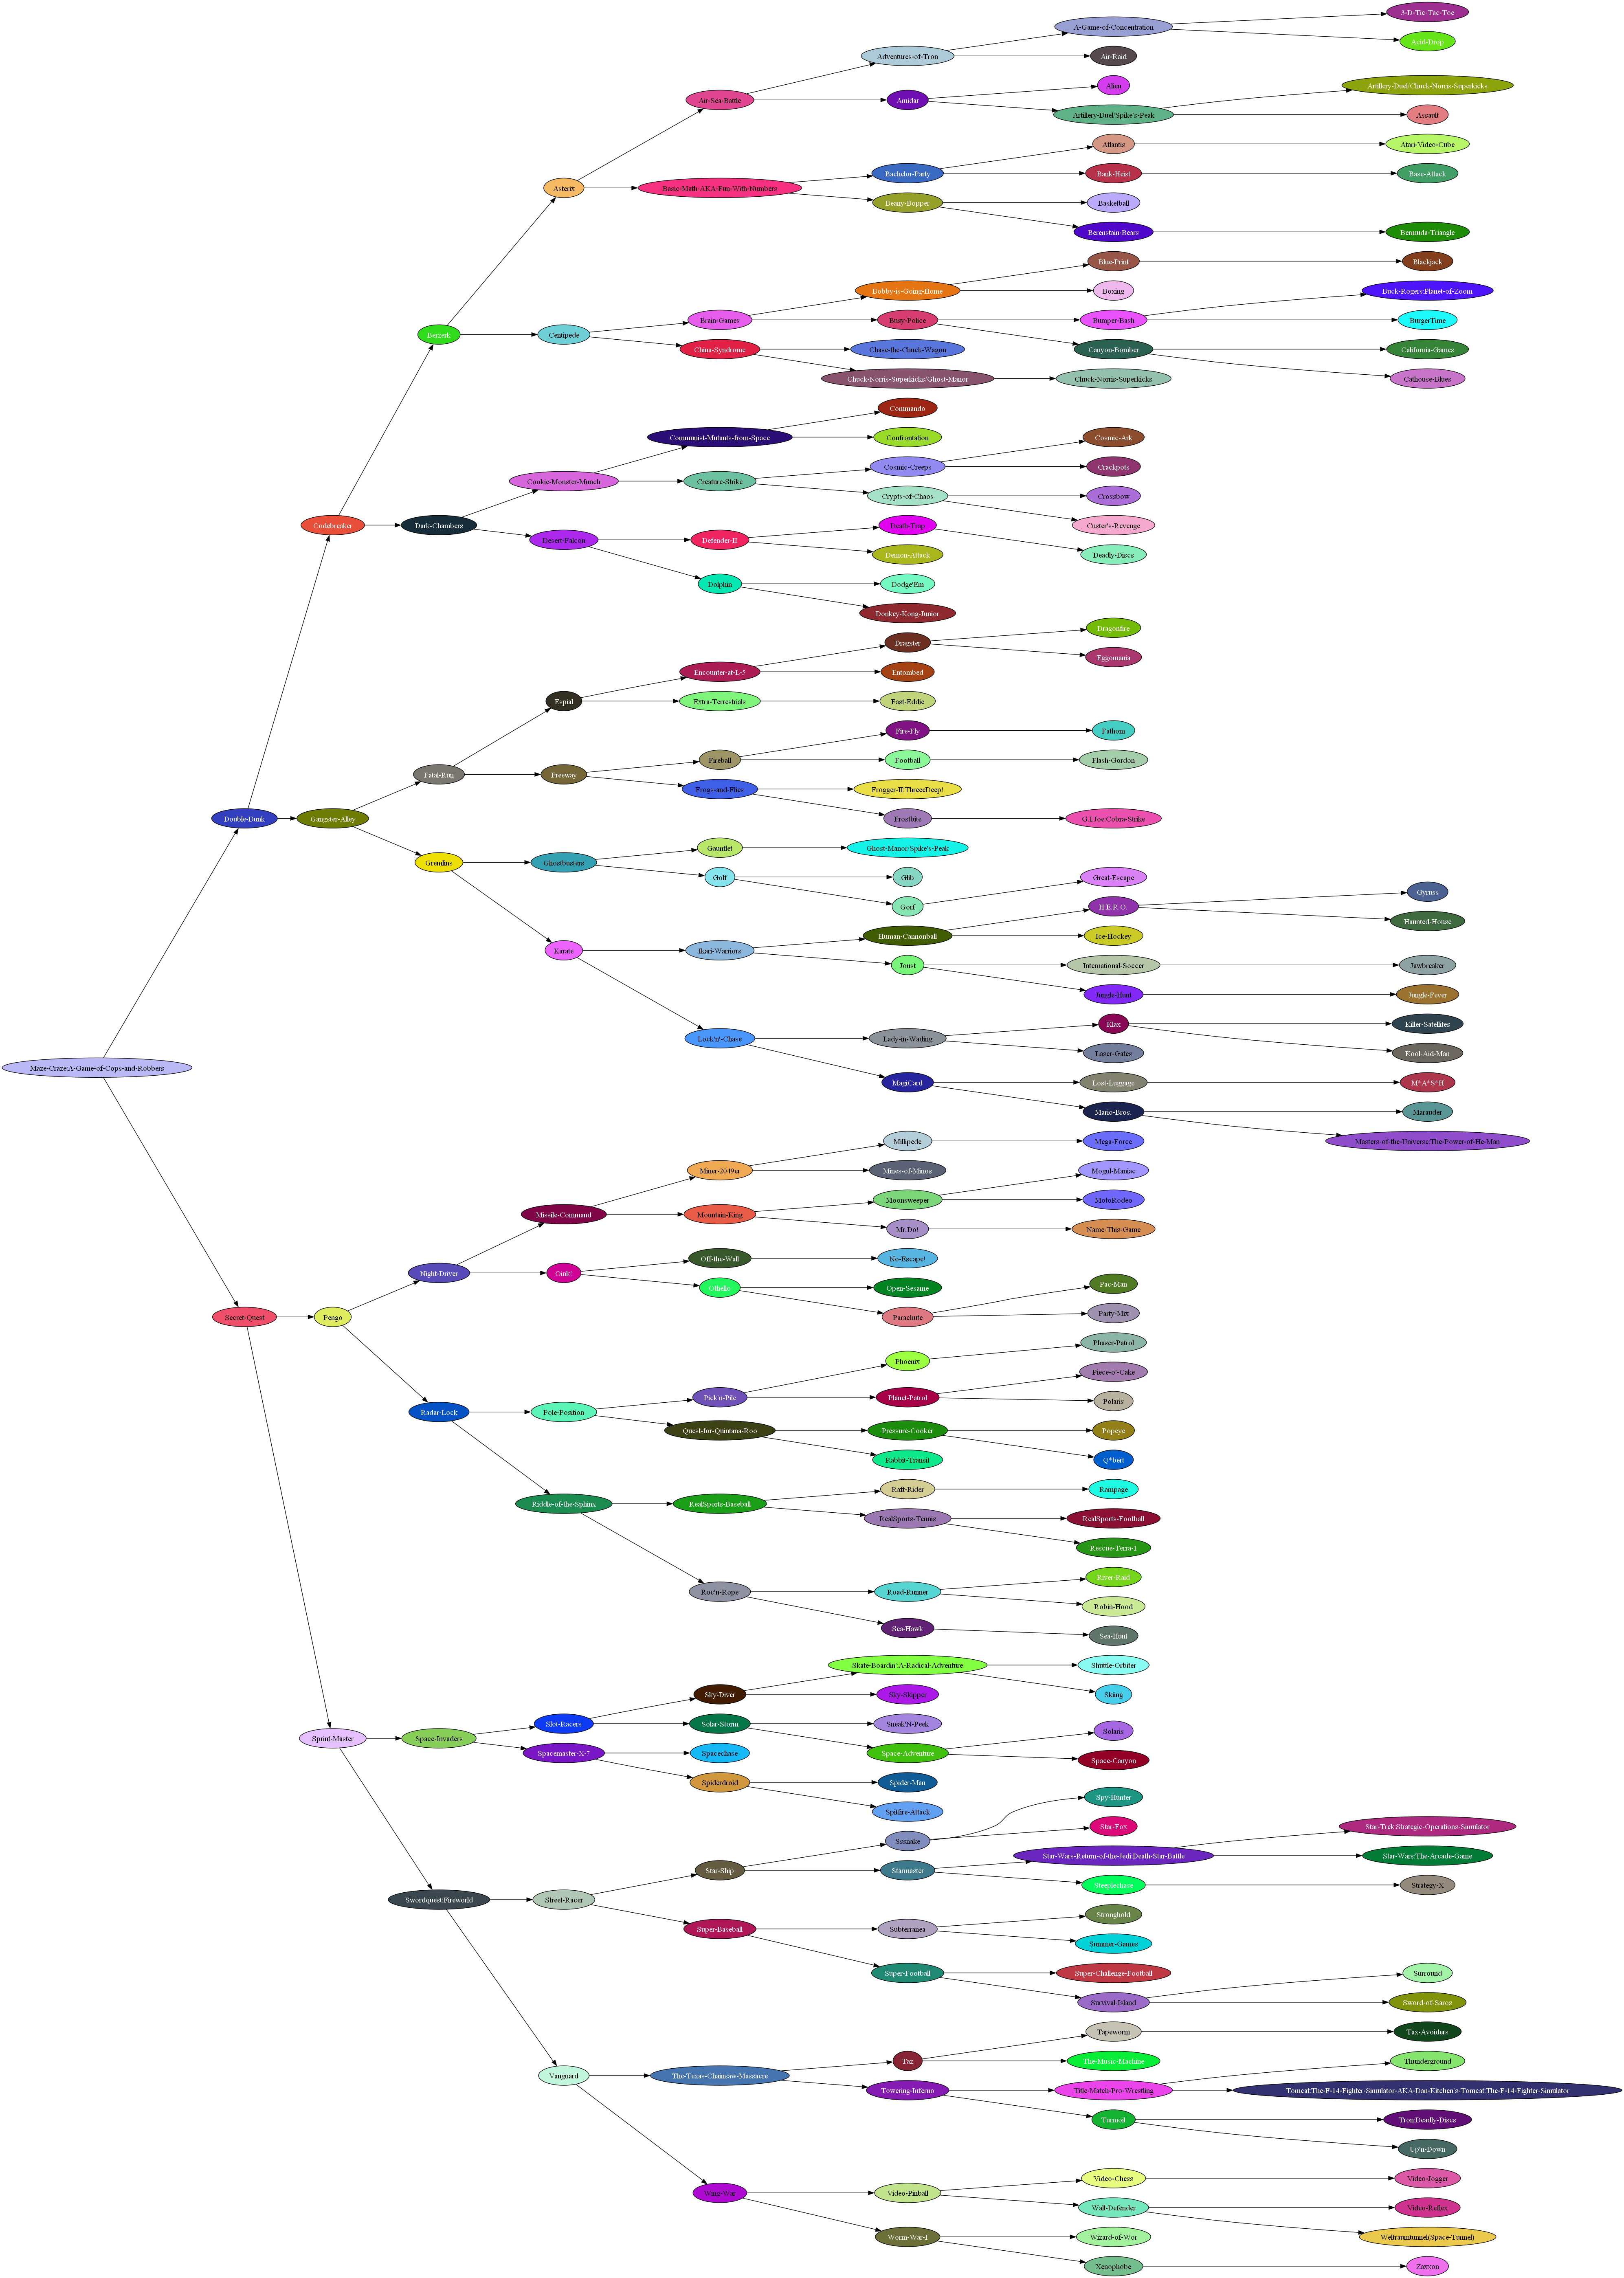 3-D-Tic-Tac-Toe
A-Game-of-Concentration
Acid-Drop
Adventures-of-Tron
Air-Raid
Alien
Artillery-Duel/Chuck-Norris-Superkicks
Air-Sea-Battle
Amidar
Artillery-Duel/Spike's-Peak
Assault
Atlantis
Atari-Video-Cube
Bachelor-Party
Bank-Heist
Base-Attack
Asterix
Basic-Math-AKA-Fun-With-Numbers
Benny-Bopper
Basketball
Berenstain-Bears
Bermuda-Triangle
Blue-Print
Blackjack
Bobby-is-Going-Home
Boxing
Buck-Rogers:Planet-of-Zoom
Brain-Games
Busy-Police
Bumper-Bash
BurgerTime
Berzerk
Centipede
China-Syndrome
Chase-the-Chuck-Wagon
Canyon-Bomber
California-Games
Chuck-Norris-Superkicks/Ghost-Manor
Chuck-Norris-Superkicks
Cathouse-Blues
Commando
Communist-Mutants-from-Space
Confrontation
Cosmic-Ark
Cookie-Monster-Munch
Creature-Strike
Cosmic-Creeps
Crackpots
Crypts-of-Chaos
Crossbow
Codebreaker
Dark-Chambers
Death-Trap
Custer's-Revenge
Desert-Falcon
Defender-II
Demon-Attack
Deadly-Discs
Dolphin
Dodge'Em
Donkey-Kong-Junior
Dragonfire
Dragster
Eggomania
Encounter-at-L-5
Entombed
Espial
Extra-Terrestrials
Fast-Eddie
Fire-Fly
Fathom
Fatal-Run
Freeway
Fireball
Football
Flash-Gordon
Frogs-and-Flies
Frogger-II:ThreeeDeep!
Double-Dunk
Gangster-Alley
Frostbite
G.I.Joe:Cobra-Strike
Gauntlet
Ghost-Manor/Spike's-Peak
Gremlins
Ghostbusters
Golf
Glib
Great-Escape
Gorf
H.E.R.O.
Gyruss
Haunted-House
Human-Cannonball
Ice-Hockey
Karate
Ikari-Warriors
Joust
International-Soccer
Jawbreaker
Jungle-Hunt
Jungle-Fever
Klax
Killer-Satellites
Lock'n'-Chase
Lady-in-Wading
Laser-Gates
Kool-Aid-Man
Maze-Craze:A-Game-of-Cops-and-Robbers
MagiCard
Lost-Luggage
M*A*S*H
Mario-Bros.
Marauder
Masters-of-the-Universe:The-Power-of-He-Man
Millipede
Mega-Force
Miner-2049er
Mines-of-Minos
Mogul-Maniac
Missile-Command
Mountain-King
Moonsweeper
MotoRodeo
Mr.Do!
Name-This-Game
Night-Driver
Oink!
Off-the-Wall
No-Escape!
Othello
Open-Sesame
Pac-Man
Secret-Quest
Pengo
Parachute
Party-Mix
Phoenix
Phaser-Patrol
Pick'n-Pile
Planet-Patrol
Piece-o'-Cake
Polaris
Radar-Lock
Pole-Position
Quest-for-Quintana-Roo
Pressure-Cooker
Popeye
Rabbit-Transit
Q*bert
Riddle-of-the-Sphinx
RealSports-Baseball
Raft-Rider
Rampage
RealSports-Tennis
RealSports-Football
Rescue-Terra-I
River-Raid
Roc'n-Rope
Road-Runner
Robin-Hood
Sea-Hawk
Sea-Hunt
Skate-Boardin':A-Radical-Adventure
Shuttle-Orbiter
Sky-Diver
Sky-Skipper
Skiing
Sprint-Master
Space-Invaders
Slot-Racers
Solar-Storm
Sneak'N-Peek
Solaris
Spacemaster-X-7
Spacechase
Space-Adventure
Space-Canyon
Spiderdroid
Spider-Man
Spitfire-Attack
Spy-Hunter
Sssnake
Star-Fox
Star-Trek:Strategic-Operations-Simulator
Star-Ship
Starmaster
Star-Wars-Return-of-the-Jedi:Death-Star-Battle
Star-Wars:The-Arcade-Game
Swordquest:Fireworld
Street-Racer
Steeplechase
Strategy-X
Super-Baseball
Subterranea
Stronghold
Summer-Games
Super-Football
Super-Challenge-Football
Surround
Survival-Island
Sword-of-Saros
Tapeworm
Tax-Avoiders
Taz
The-Music-Machine
Thunderground
Vanguard
The-Texas-Chainsaw-Massacre
Towering-Inferno
Title-Match-Pro-Wrestling
Tomcat:The-F-14-Fighter-Simulator-AKA-Dan-Kitchen's-Tomcat:The-F-14-Fighter-Simulator
Turmoil
Tron:Deadly-Discs
Up'n-Down
Video-Chess
Video-Jogger
Wing-War
Video-Pinball
Wall-Defender
Video-Reflex
Worm-War-I
Wizard-of-Wor
Weltraumtunnel(Space-Tunnel)
Xenophobe
Zaxxon